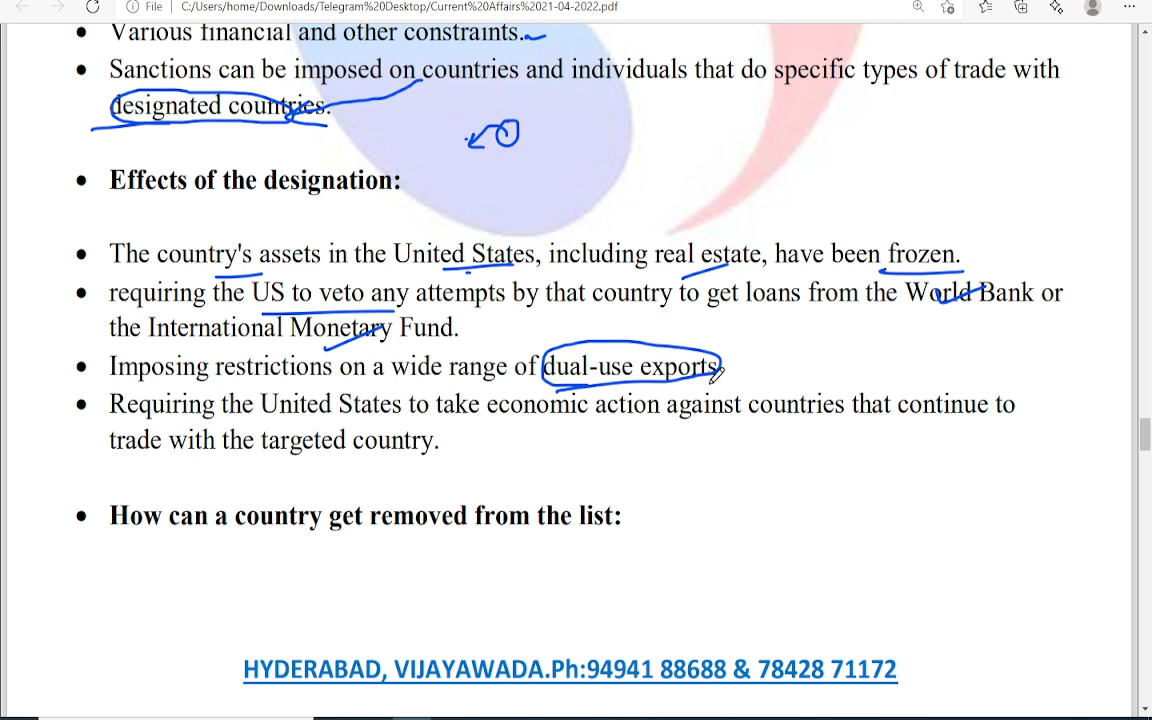 File
C:/Users/home/Downloads/Telegram%20Desktop/Current%20Affairs%2021-04-2022.pdf
• Various financial and other constraints.
• Sanctions can be imposed on countries and individuals that do specific types of trade with
designated countries.
• Effects of the designation:
• The country's assets in the United States, including real estate, have been frozen.
• requiring the US to veto any attempts by that country to get loans from the World Bank or
the International Monetary Fund.
• Imposing restrictions on a wide range of dual-use exports
• Requiring the United States to take economic action against countries that continue to
trade with the targeted country.
• How can a country get removed from the list:
HYDERABAD, VIJAYAWADA.Ph:94941 88688 & 78428 71172